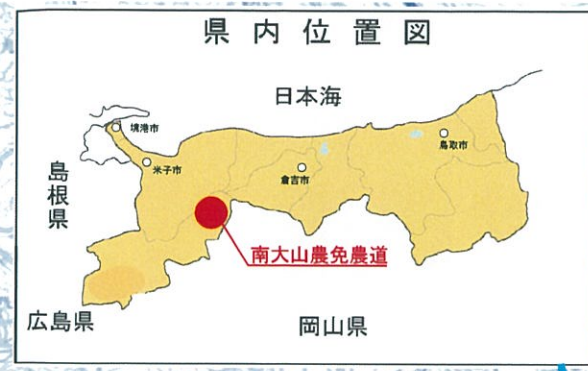 県内位置図
日本海
境港市
鳥取市
島根県
米子市
倉吉市
南大山農免農道
広島県
岡山県